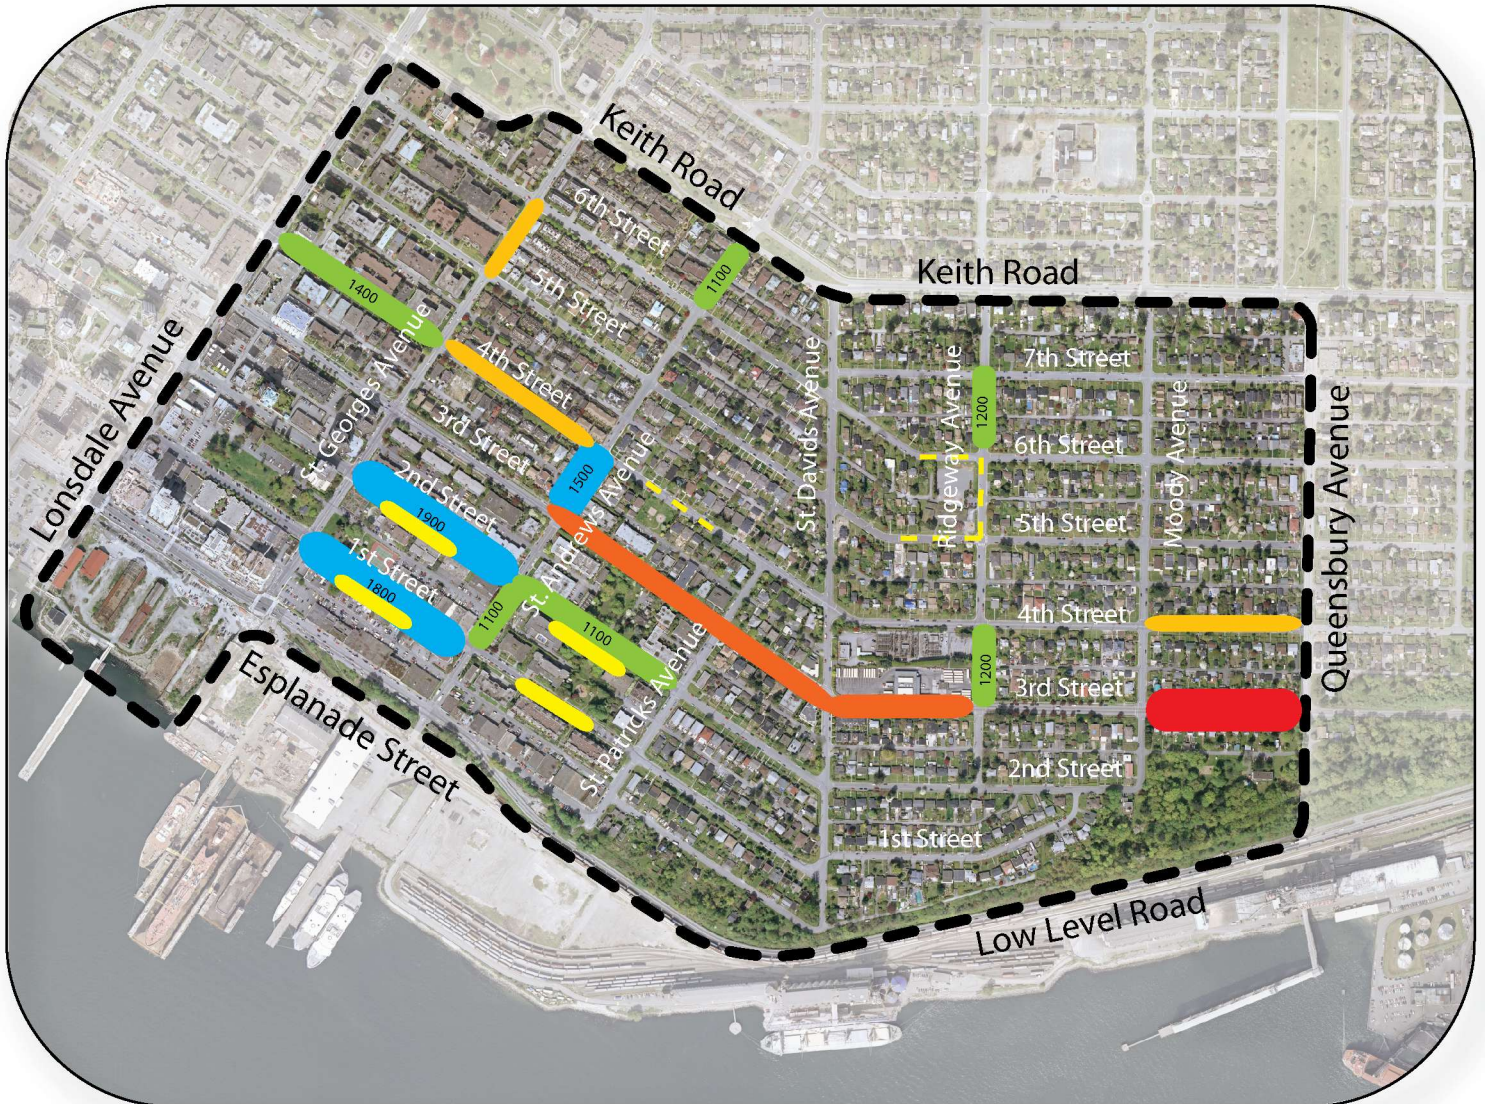 Keith Road
6th Street
1100
5th Street
Keith Road
1400
Lonsdale Avenue
St. Georges Avenue
4th Street
3rd Street
7th Street
1200
6th Street
St. Davids Avenue
Ridgeway Avenue
Moody Avenue
Queensbury Avenue
2nd Street
1900
1500
St. Andrews Avenue
5th Street
1st Street
1800
1100
1100
4th Street
St. Patricks Avenue
1200
3rd Street
Esplanade Street
2nd Street
1st Street
Low Level Road